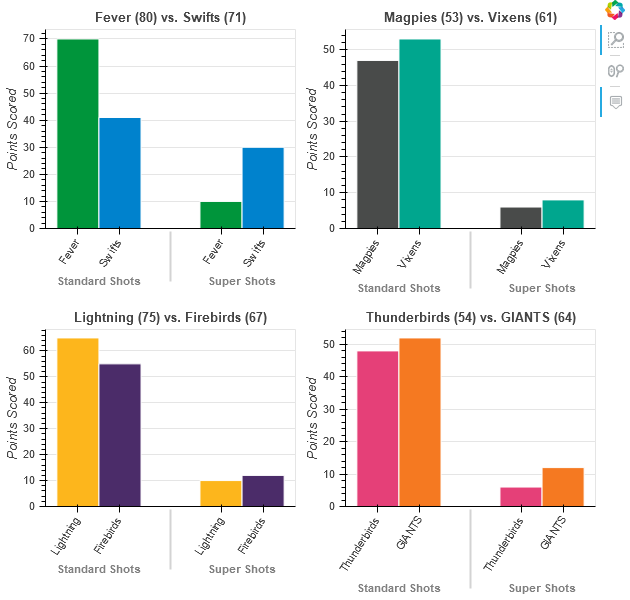 Fever (80) vs. Swifts (71)
Points Scored
70
60
50
40
30
20
10
0
Fever
Swifts
Fever
Swifts
Standard Shots
Super Shots
Magpies (53) vs. Vixens (61)
Points Scored
50
40
30
20
10
0
Magpies
Vixens
Magpies
Vixens
Standard Shots
Super Shots
Lightning (75) vs. Firebirds (67)
Points Scored
60
50
40
30
20
10
0
Lightning
Firebirds
Lightning
Firebirds
Standard Shots
Super Shots
Thunderbirds (54) vs. GIANTS (64)
Points Scored
50
40
30
20
10
0
Thunderbirds
GIANTS
Thunderbirds
GIANTS
Standard Shots
Super Shots